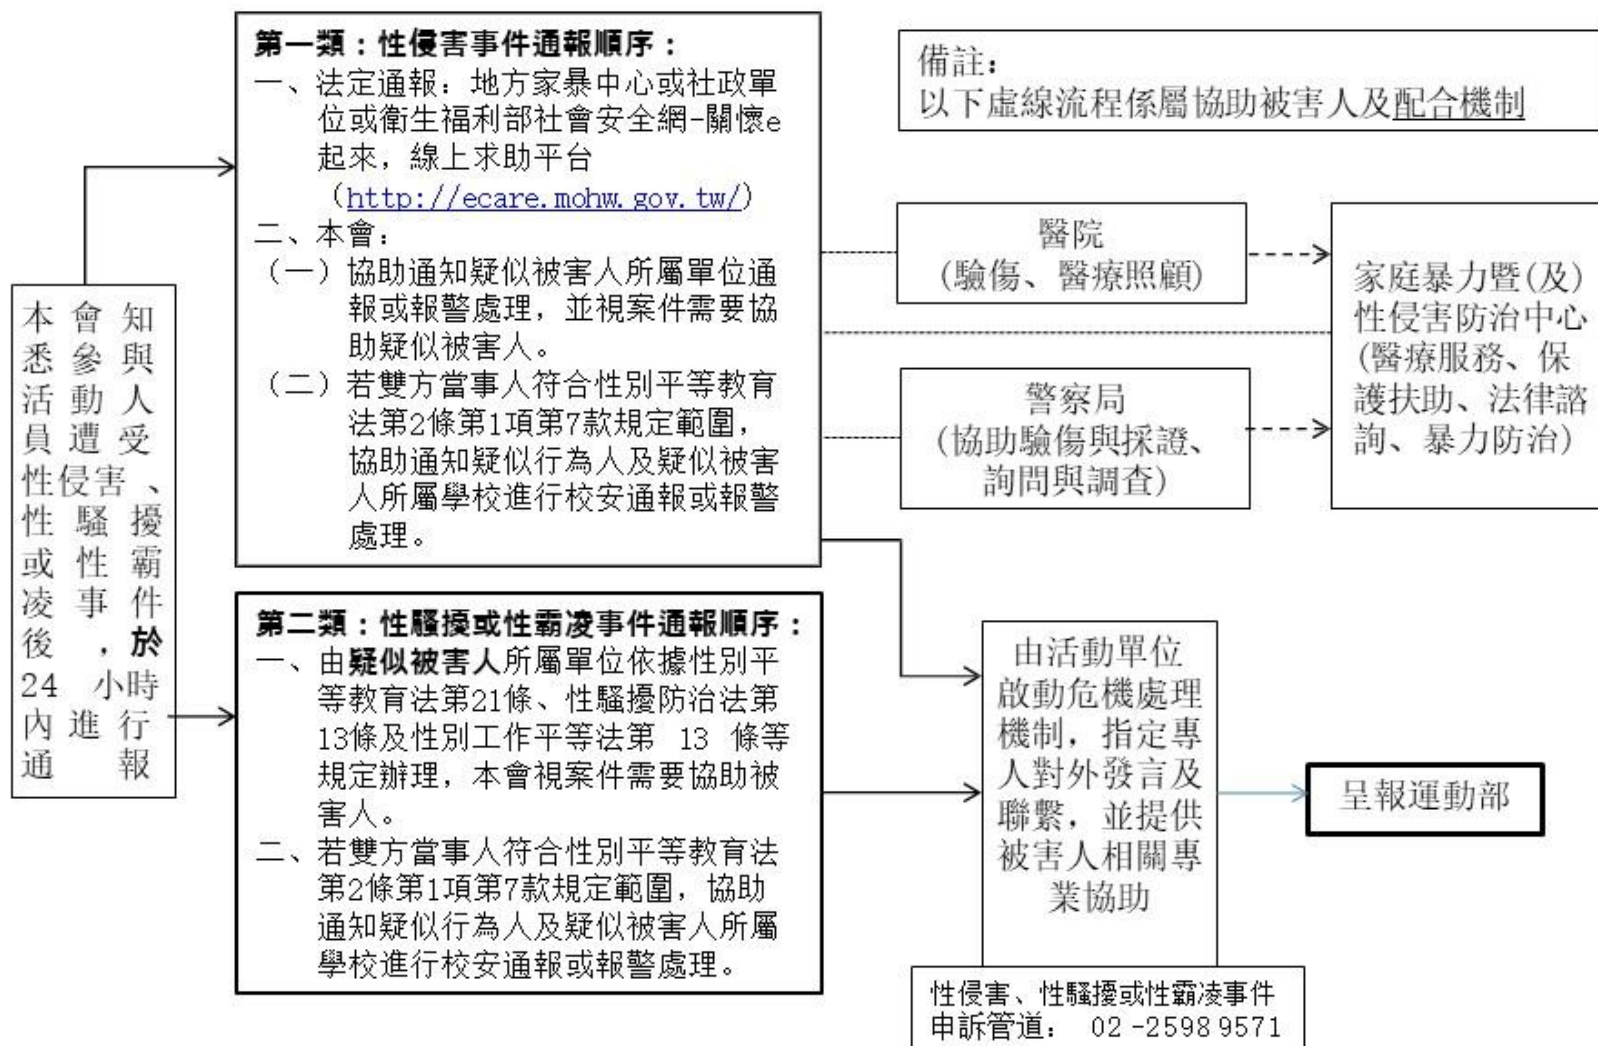 本會知
悉參與
活動人
員遭受
性侵害、
性騷擾
或性霸
凌事件
後，於
24 小時
內進行
通報
第一類：性侵害事件通報順序：
一、法定通報：地方家暴中心或社政單
位或衛生福利部社會安全網-關懷e
起來，線上求助平台
（http://ecare.mohw.gov.tw/）
二、本會：
（一）協助通知疑似被害人所屬單位通
報或報警處理，並視案件需要協
助疑似被害人。
（二）若雙方當事人符合性別平等教育
法第2條第1項第7款規定範圍，
協助通知疑似行為人及疑似被害
人所屬學校進行校安通報或報警
處理。
第二類：性騷擾或性霸凌事件通報順序：
一、由疑似被害人所屬單位依據性別平
等教育法第21條、性騷擾防治法第
13條及性別工作平等法第 13 條等
規定辦理，本會視案件需要協助被
害人。
二、若雙方當事人符合性別平等教育法
第2條第1項第7款規定範圍，協助
通知疑似行為人及疑似被害人所屬
學校進行校安通報或報警處理。
備註：
以下虛線流程係屬協助被害人及配合機制
醫院
(驗傷、醫療照顧)
警察局
(協助驗傷與採證、
詢問與調查)
家庭暴力暨(及)
性侵害防治中心
(醫療服務、保
護扶助、法律諮
詢、暴力防治)
由活動單位
啟動危機處理
機制，指定專
人對外發言及
聯繫，並提供
被害人相關專
業協助
呈報運動部
性侵害、性騷擾或性霸凌事件
申訴管道： 02-25989571